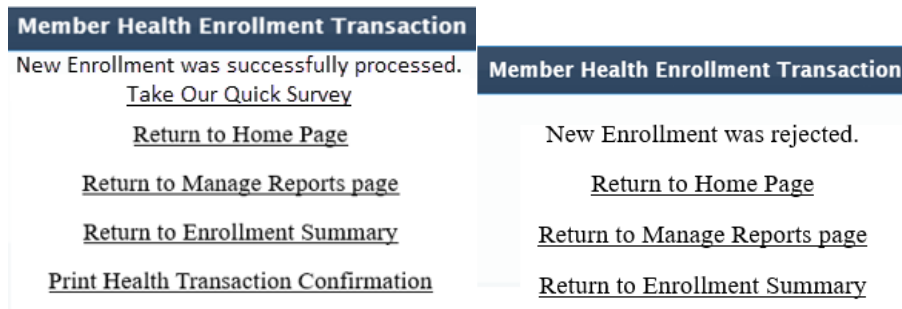 Member Health Enrollment Transaction
New Enrollment was successfully processed.
Take Our Quick Survey
Return to Home Page
Return to Manage Reports page
Return to Enrollment Summary
Print Health Transaction Confirmation
Member Health Enrollment Transaction
New Enrollment was rejected.
Return to Home Page
Return to Manage Reports page
Return to Enrollment Summary